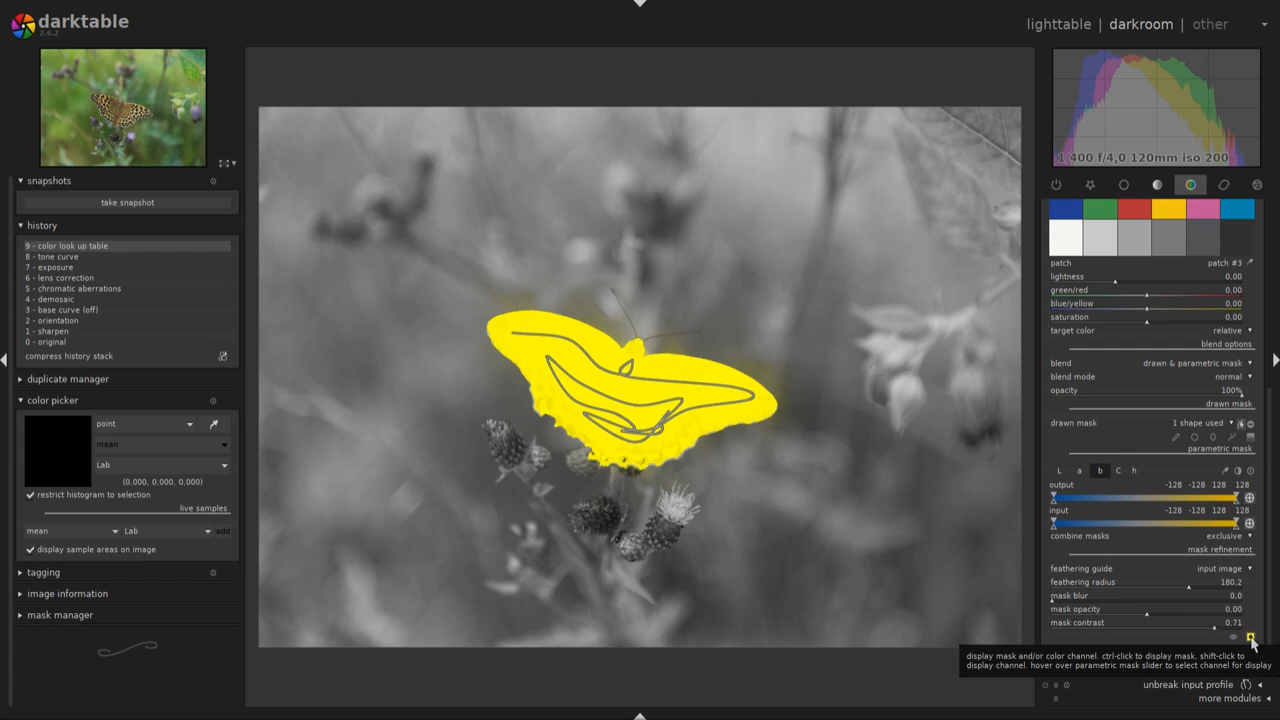 darktable
2.6.2
lighttable | darkroom | other
1/400 f/4,0 120mm iso 200
snapshots
take snapshot
history
9 - color look up table
8 - tone curve
7 - exposure
6 - lens correction
5 - chromatic aberrations
4 - demosaic
3 - base curve (off)
2 - orientation
1 - sharpen
0 - original
compress history stack
duplicate manager
color picker
point
mean
Lab
(0,000, 0,000, 0,000)
restrict histogram to selection
live samples
mean Lab add
display sample areas on image
tagging
image information
mask manager
patch patch #3
lightness 0,00
green/red 0,00
blue/yellow 0,00
saturation 0,00
target color relative
blend options
blend drawn & parametric mask
blend mode normal
opacity 100%
drawn mask
drawn mask 1 shape used
parametric mask
L a b C h
output -128 -128 128 128
input -128 -128 128 128
combine masks exclusive
mask refinement
feathering guide input image
feathering radius 180,2
mask blur 0,0
mask opacity 0,00
mask contrast 0,71
display mask and/or color channel. ctrl-click to display mask, shift-click to
display channel. hover over parametric mask slider to select channel for display
unbreak input profile
more modules